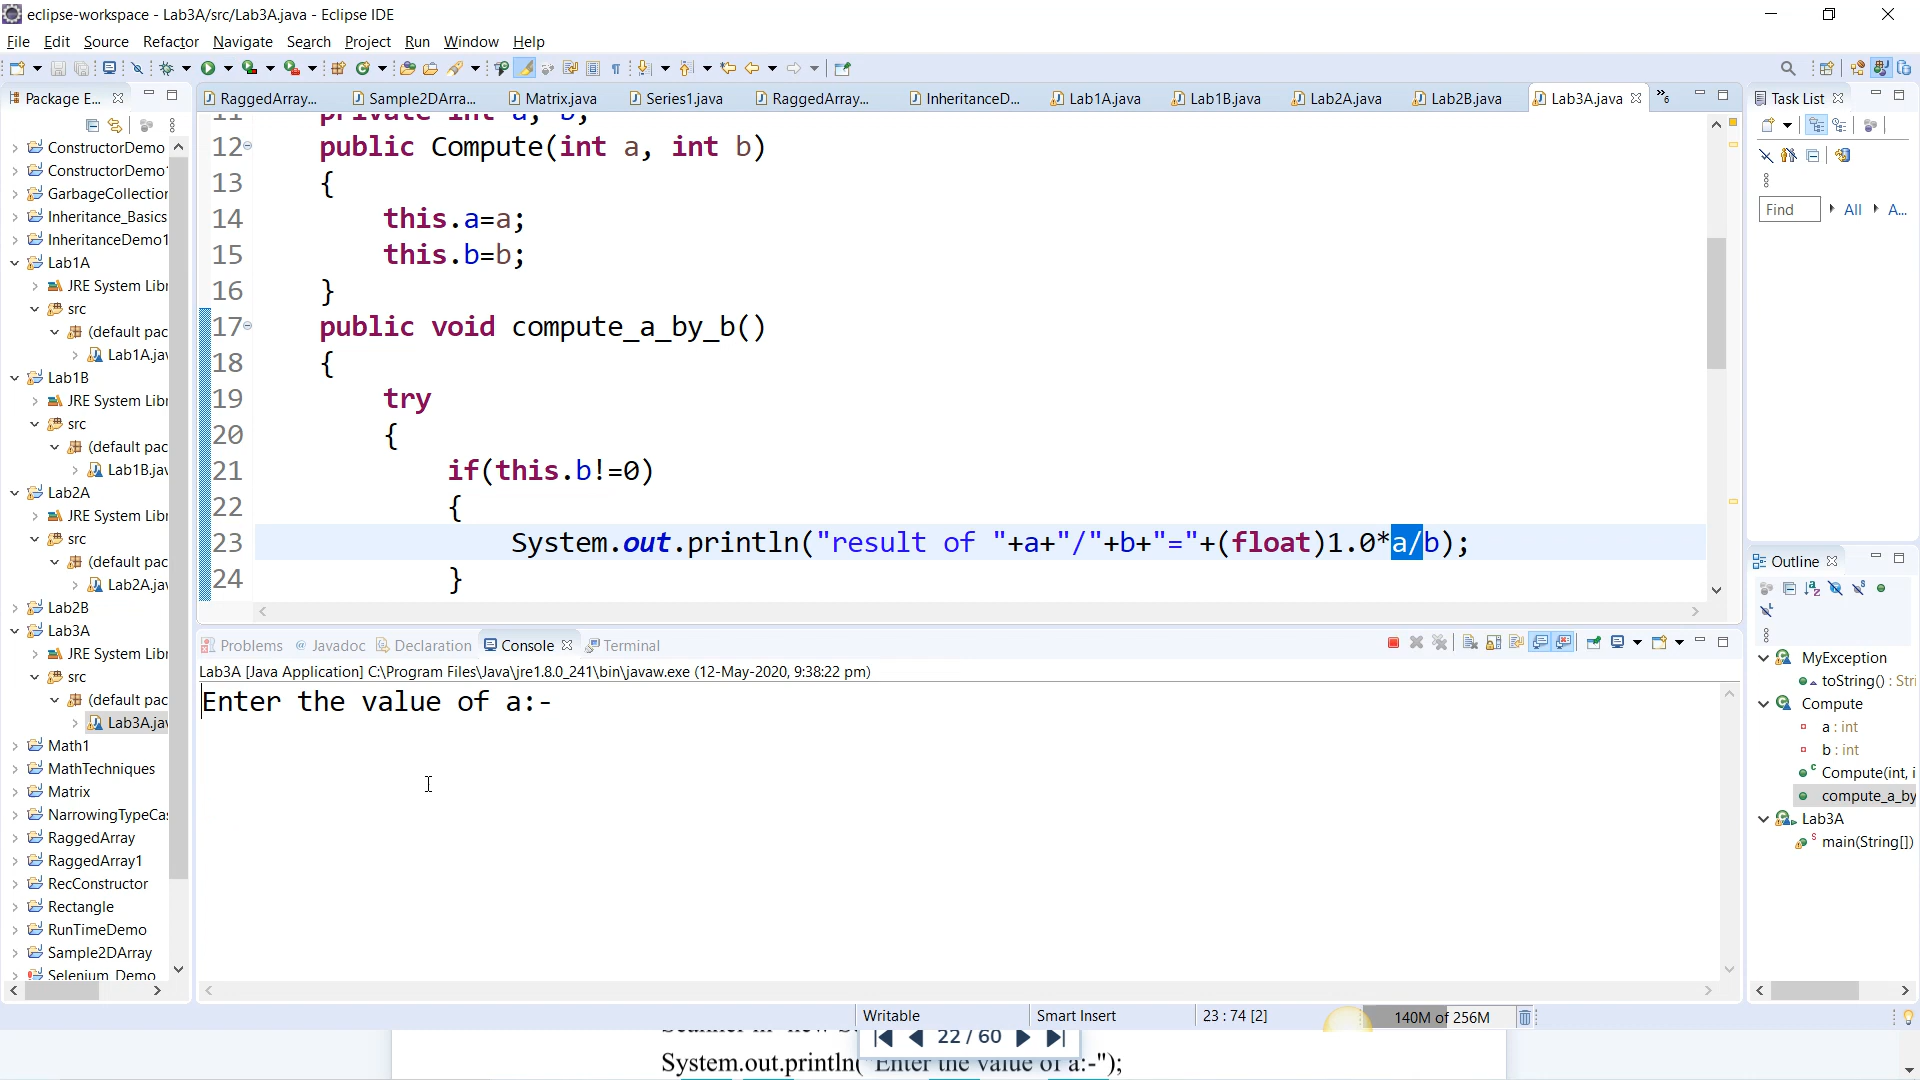 eclipse-workspace - Lab3A/src/Lab3A.java - Eclipse IDE
File Edit Source Refactor Navigate Search Project Run Window Help
Package E...
RaggedArray... Sample2DArra... Matrix.java Series1.java RaggedArray... InheritanceD... Lab1A.java Lab1B.java Lab2A.java Lab2B.java Lab3A.java »6
Task List
ConstructorDemo
ConstructorDemo
GarbageCollection
Inheritance_Basics
InheritanceDemo1
Lab1A
JRE System Libr
src
(default pac
Lab1A.jav
Lab1B
JRE System Libr
src
(default pac
Lab1B.jav
Lab2A
JRE System Libr
src
(default pac
Lab2A.jav
Lab2B
Lab3A
JRE System Libr
src
(default pac
Lab3A.jav
Math1
MathTechniques
Matrix
NarrowingTypeCas
RaggedArray
RaggedArray1
RecConstructor
Rectangle
RunTimeDemo
Sample2DArray
Selenium_Demo
11 private int a, b;
12 public Compute(int a, int b)
13 {
14 this.a=a;
15 this.b=b;
16 }
17 public void compute_a_by_b()
18 {
19 try
20 {
21 if(this.b!=0)
22 {
23 System.out.println("result of "+a+"/"+b+"="+(float)1.0*a/b);
24 }
Problems Javadoc Declaration Console Terminal
Lab3A [Java Application] C:\Program Files\Java\jre1.8.0_241\bin\javaw.exe (12-May-2020, 9:38:22 pm)
Enter the value of a:-
Find All A...
Outline
MyException
toString() : Stri
Compute
a : int
b : int
Compute(int, i
compute_a_by
Lab3A
main(String[])
Writable Smart Insert 23 : 74 [2] 140M of 256M
22 / 60
System.out.println("Enter the value of a:-");